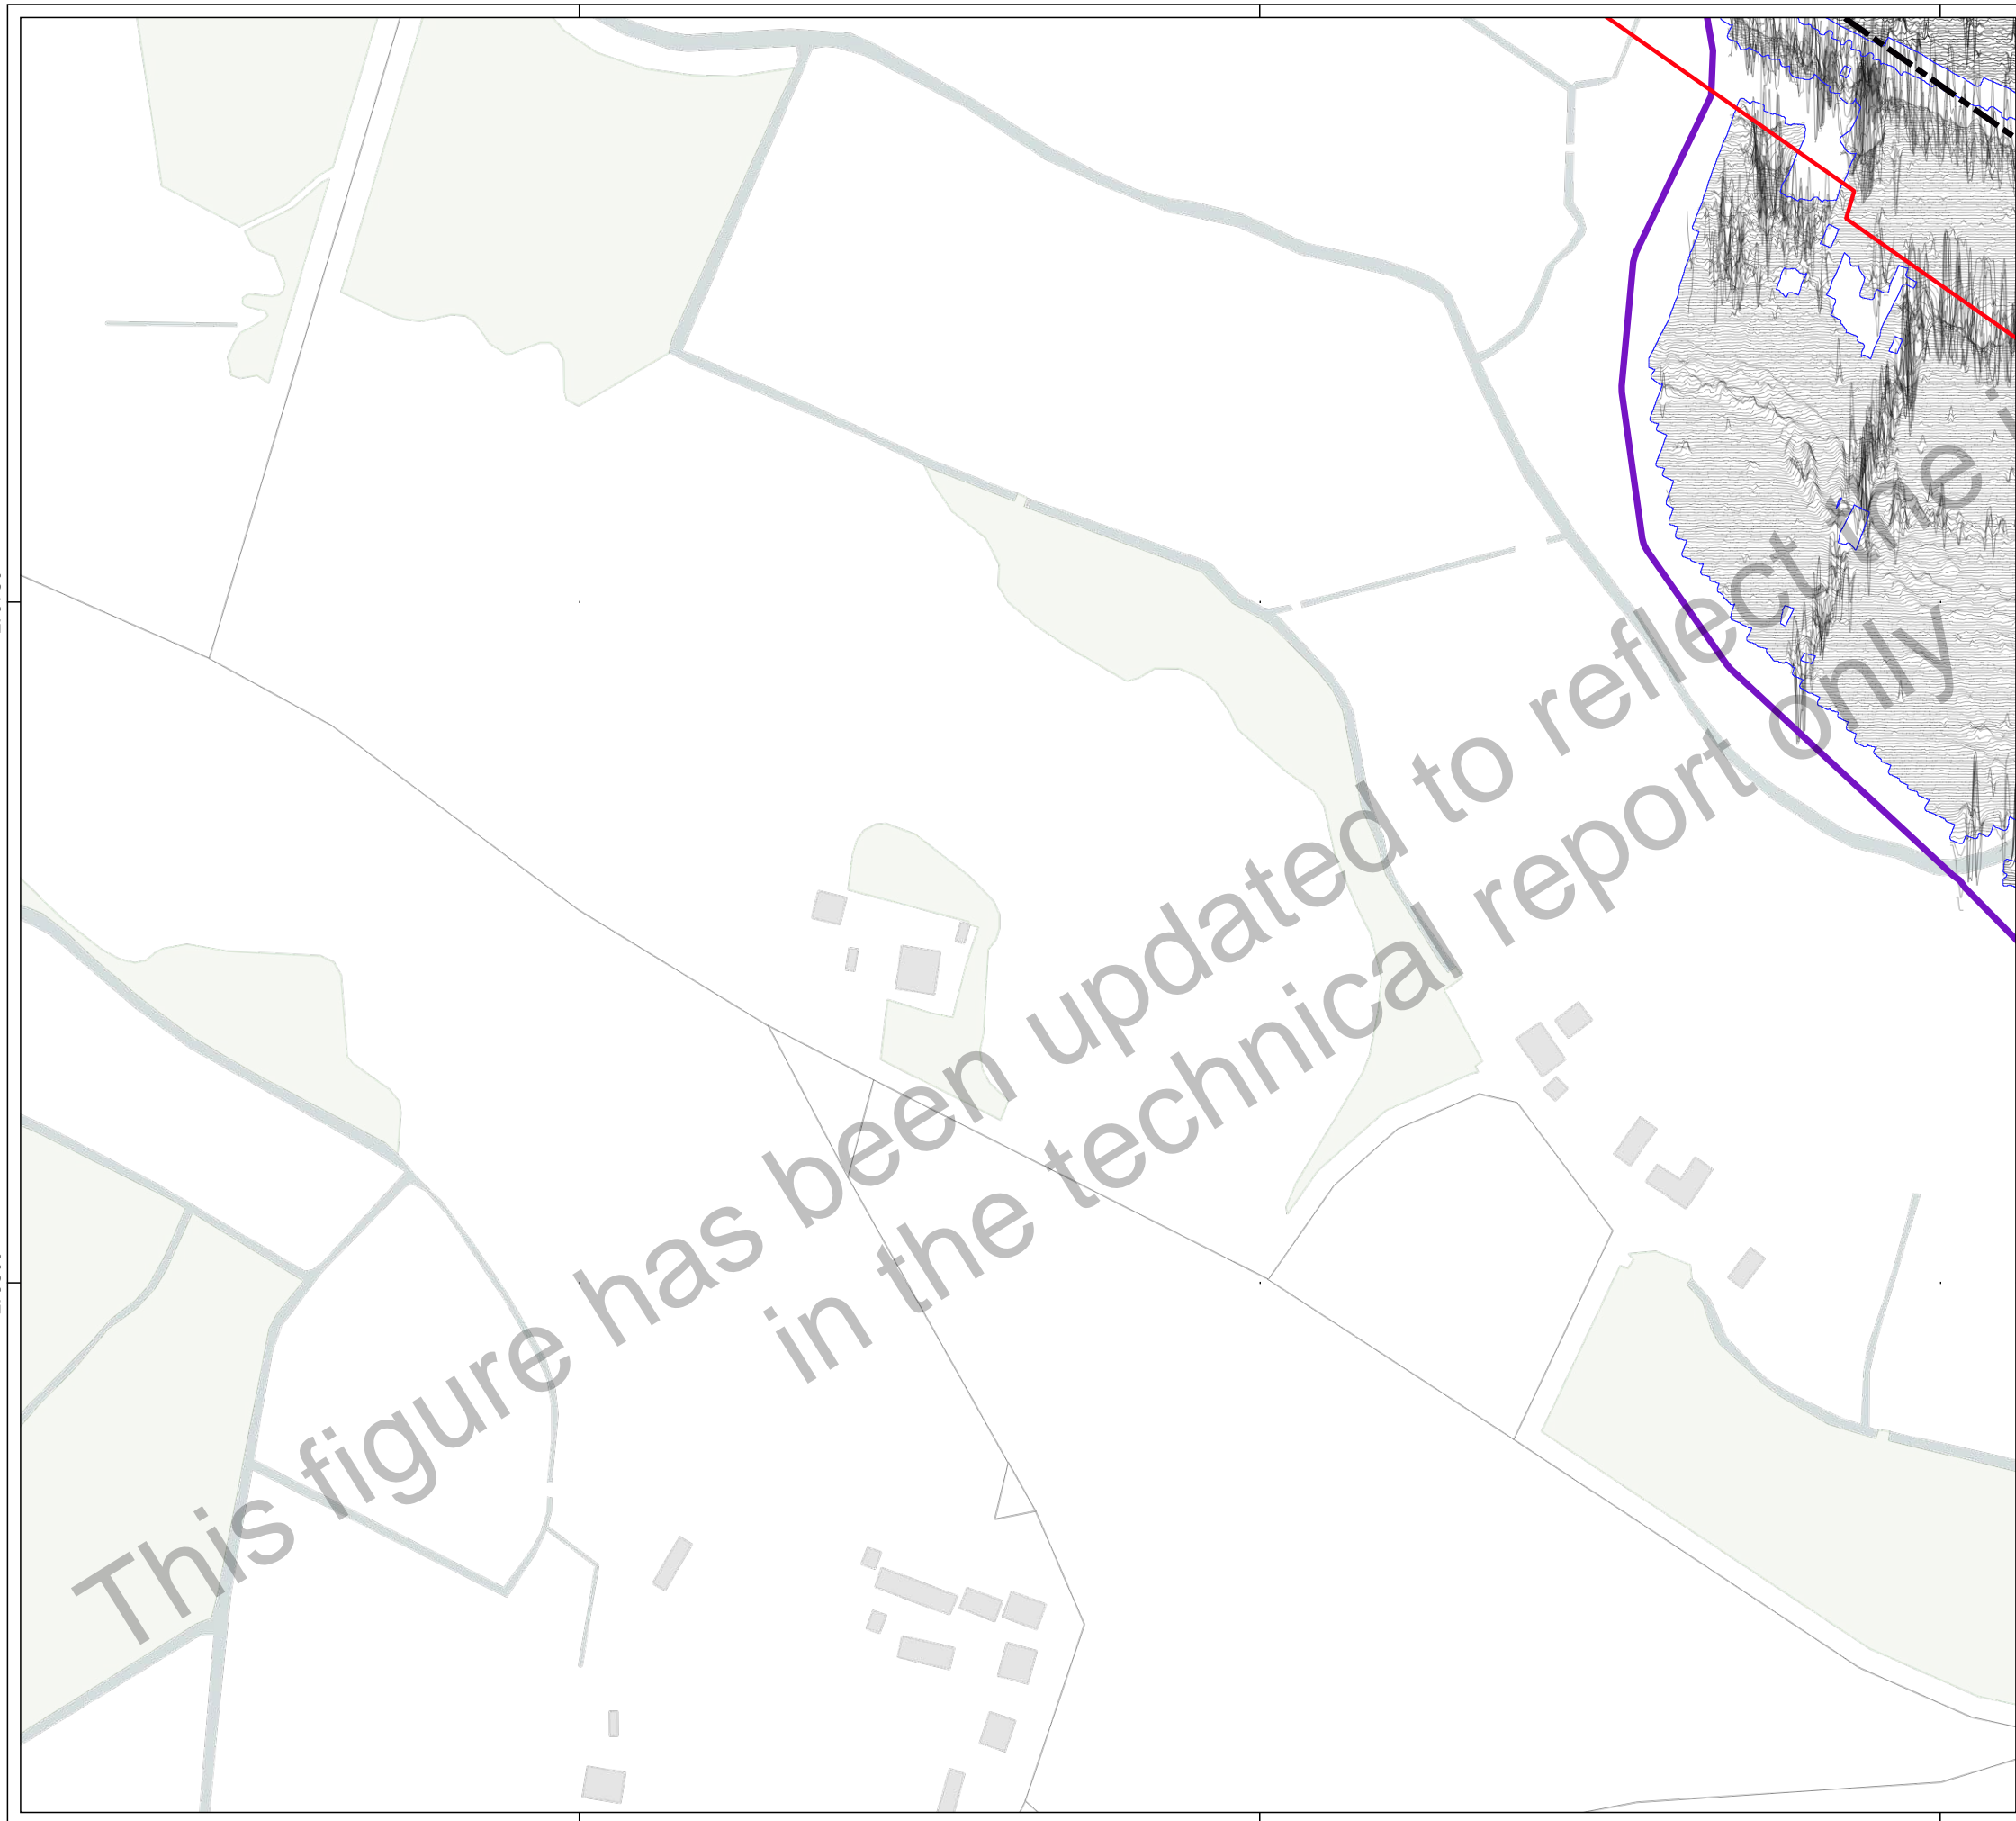 This figure has been updated to reflect the i
in the technical report only